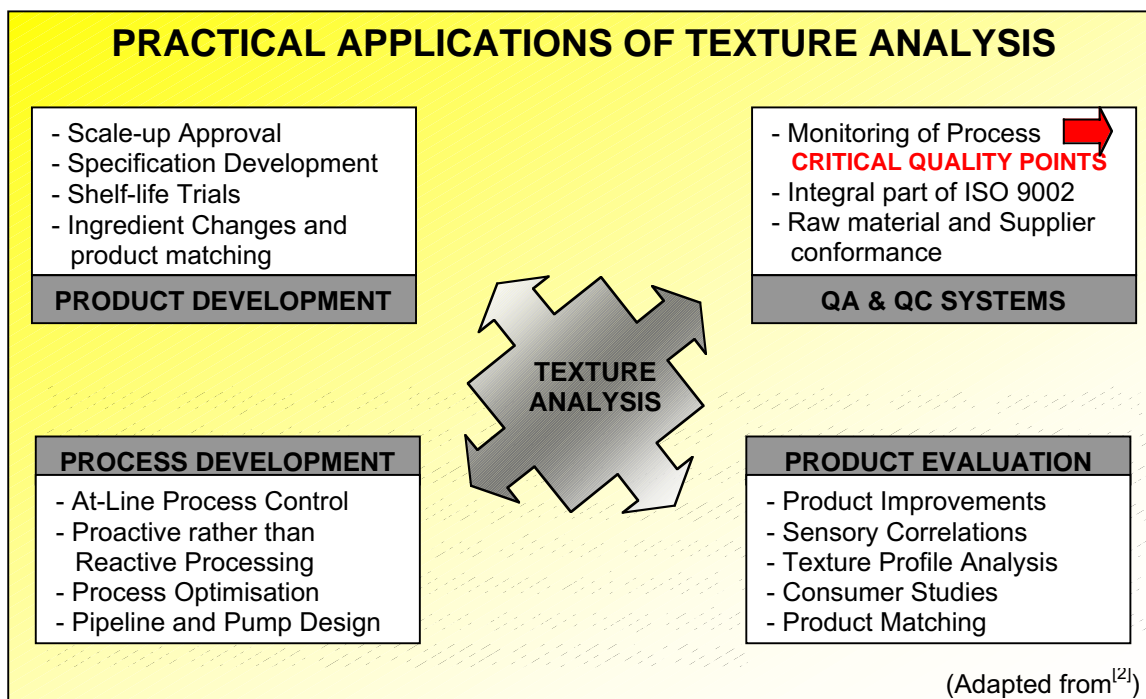 PRACTICAL APPLICATIONS OF TEXTURE ANALYSIS
- Scale-up Approval
- Specification Development
- Shelf-life Trials
- Ingredient Changes and
product matching
PRODUCT DEVELOPMENT
- Monitoring of Process
CRITICAL QUALITY POINTS
- Integral part of ISO 9002
- Raw material and Supplier
conformance
QA & QC SYSTEMS
TEXTURE
ANALYSIS
PROCESS DEVELOPMENT
- At-Line Process Control
- Proactive rather than
Reactive Processing
- Process Optimisation
- Pipeline and Pump Design
PRODUCT EVALUATION
- Product Improvements
- Sensory Correlations
- Texture Profile Analysis
- Consumer Studies
- Product Matching
(Adapted from[2])